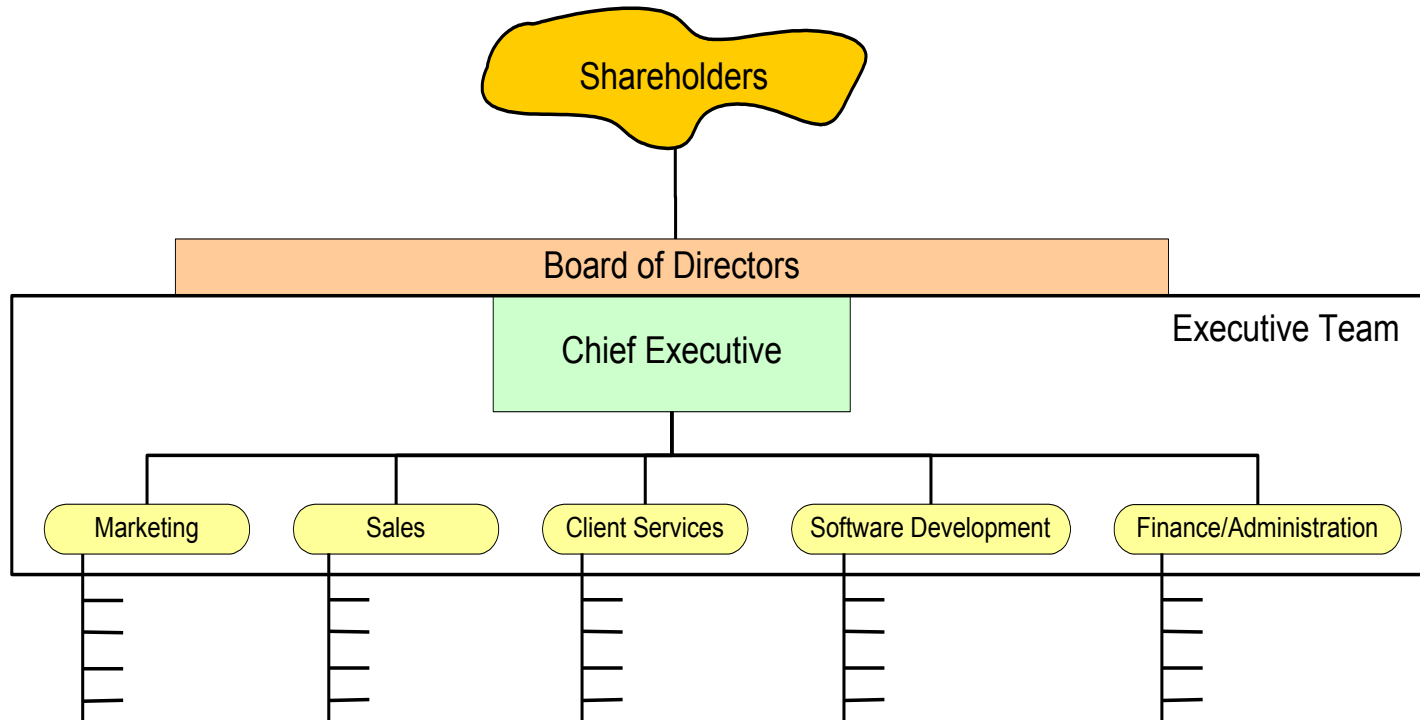 Shareholders
Board of Directors
Executive Team
Chief Executive
Marketing
Sales
Client Services
Software Development
Finance/Administration